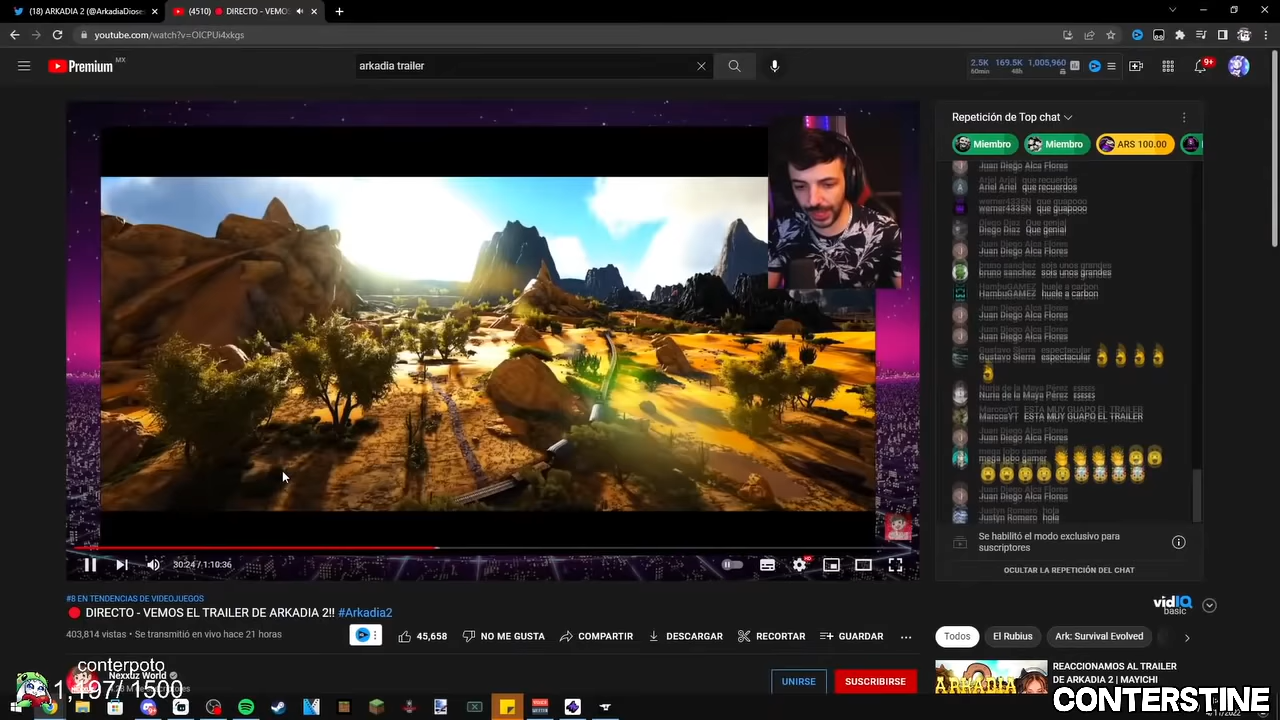 (18) ARKADIA 2 (@ArkadiaDiose
(4510) 🔴 DIRECTO - VEMO
youtube.com/watch?v=OlCPUi4xkgs
Premium MX
arkadia trailer
2.5K 169.5K 1,005,960
60min 48h
9+
Repetición de Top chat
Miembro Miembro ARS 100.00
Juan Diego Alca Flores
Ariel Ariel que recuerdos
werner4335N que guapooo
Diego Diaz Que genial
Juan Diego Alca Flores
bruno sanchez sois unos grandes
HambuGAMEZ huele a carbon
Juan Diego Alca Flores
Juan Diego Alca Flores
Gustavo Sierra espectacular
Nuria de la Maya Pérez
MarcosYT ESTA MUY GUAPO EL TRAILER
Juan Diego Alca Flores
mega lobo gamer
Juan Diego Alca Flores
Justyn Romero hola
Se habilitó el modo exclusivo para
suscriptores
OCULTAR LA REPETICIÓN DEL CHAT
30:24 / 1:10:36
HD
#8 EN TENDENCIAS DE VIDEOJUEGOS
🔴 DIRECTO - VEMOS EL TRAILER DE ARKADIA 2!! #Arkadia2
403,814 vistas • Se transmitió en vivo hace 21 horas
45,658 NO ME GUSTA COMPARTIR DESCARGAR RECORTAR GUARDAR
vidIQ
basic
Todos El Rubius Ark: Survival Evolved
conterpoto
Nexxuz World
UNIRSE SUSCRIBIRSE
REACCIONAMOS AL TRAILER
DE ARKADIA 2 | MAYICHI
ARKADIA
CONTERSTINE